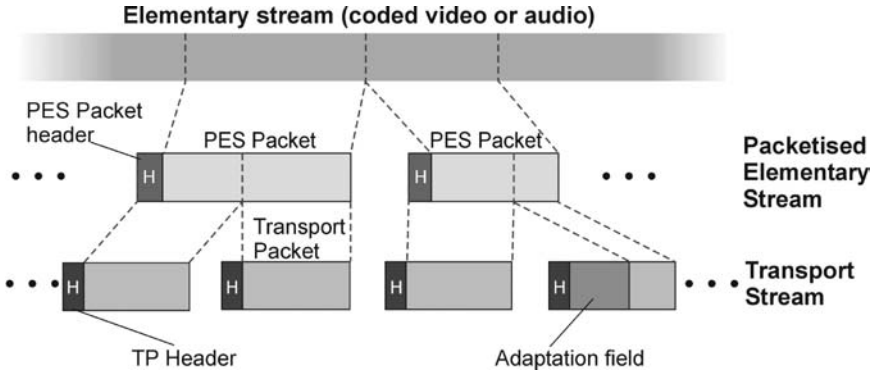 Elementary stream (coded video or audio)
PES Packet
header
PES Packet
PES Packet
H
H
Packetised
Elementary
Stream
Transport
Packet
H
H
H
H
Transport
Stream
TP Header
Adaptation field